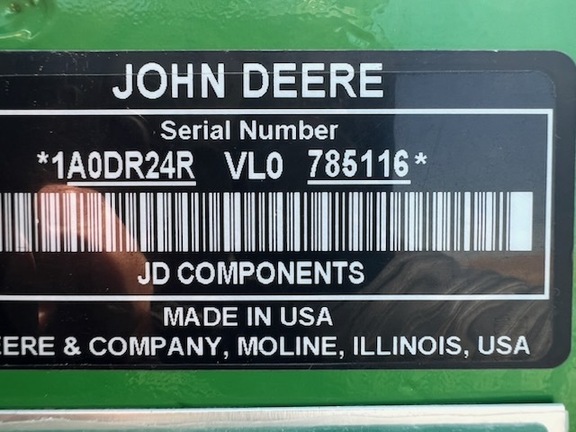 JOHN DEERE
Serial Number
*1A0DR24R VL0 785116*
JD COMPONENTS
MADE IN USA
EERE & COMPANY, MOLINE, ILLINOIS, USA